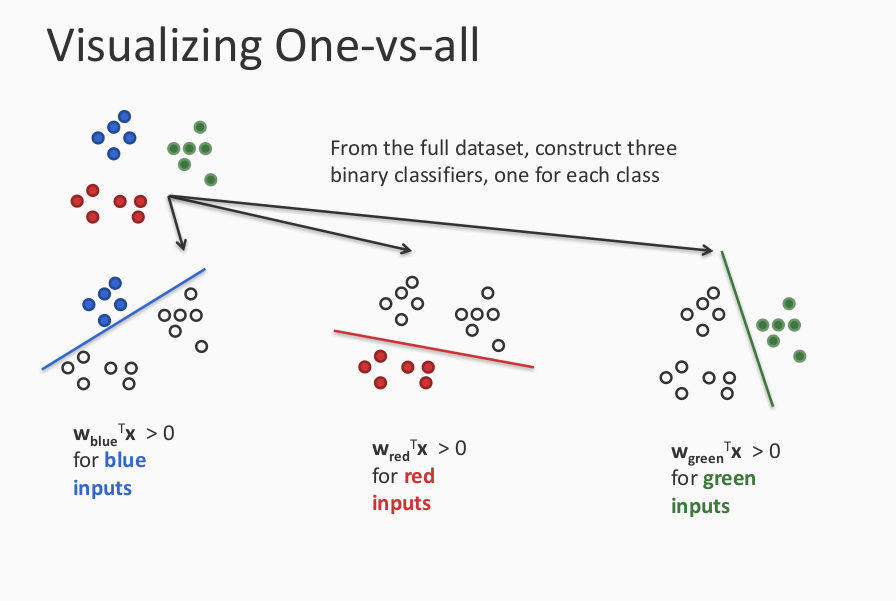 Visualizing One-vs-all
From the full dataset, construct three
binary classifiers, one for each class
w_blue^T x > 0
for blue
inputs
w_red^T x > 0
for red
inputs
w_green^T x > 0
for green
inputs